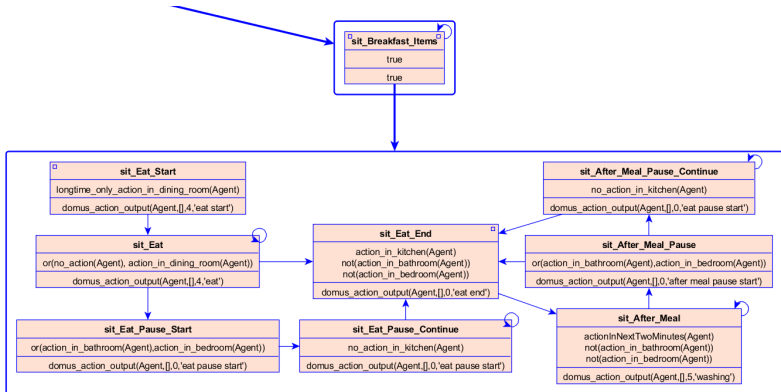 sit_Breakfast_Items
true
true
sit_Eat_Start
longtime_only_action_in_dining_room(Agent)
domus_action_output(Agent,[],4,'eat start')
sit_Eat
or(no_action(Agent), action_in_dining_room(Agent))
domus_action_output(Agent,[],4,'eat')
sit_Eat_Pause_Start
or(action_in_bathroom(Agent),action_in_bedroom(Agent))
domus_action_output(Agent,[],0,'eat pause start')
sit_Eat_End
action_in_kitchen(Agent)
not(action_in_bathroom(Agent))
not(action_in_bedroom(Agent))
domus_action_output(Agent,[],0,'eat end')
sit_Eat_Pause_Continue
no_action_in_kitchen(Agent)
domus_action_output(Agent,[],0,'eat pause start')
sit_After_Meal_Pause_Continue
no_action_in_kitchen(Agent)
domus_action_output(Agent,[],0,'eat pause start')
sit_After_Meal_Pause
or(action_in_bathroom(Agent),action_in_bedroom(Agent))
domus_action_output(Agent,[],0,'after meal pause start')
sit_After_Meal
actionInNextTwoMinutes(Agent)
not(action_in_bathroom(Agent))
not(action_in_bedroom(Agent))
domus_action_output(Agent,[],5,'washing')